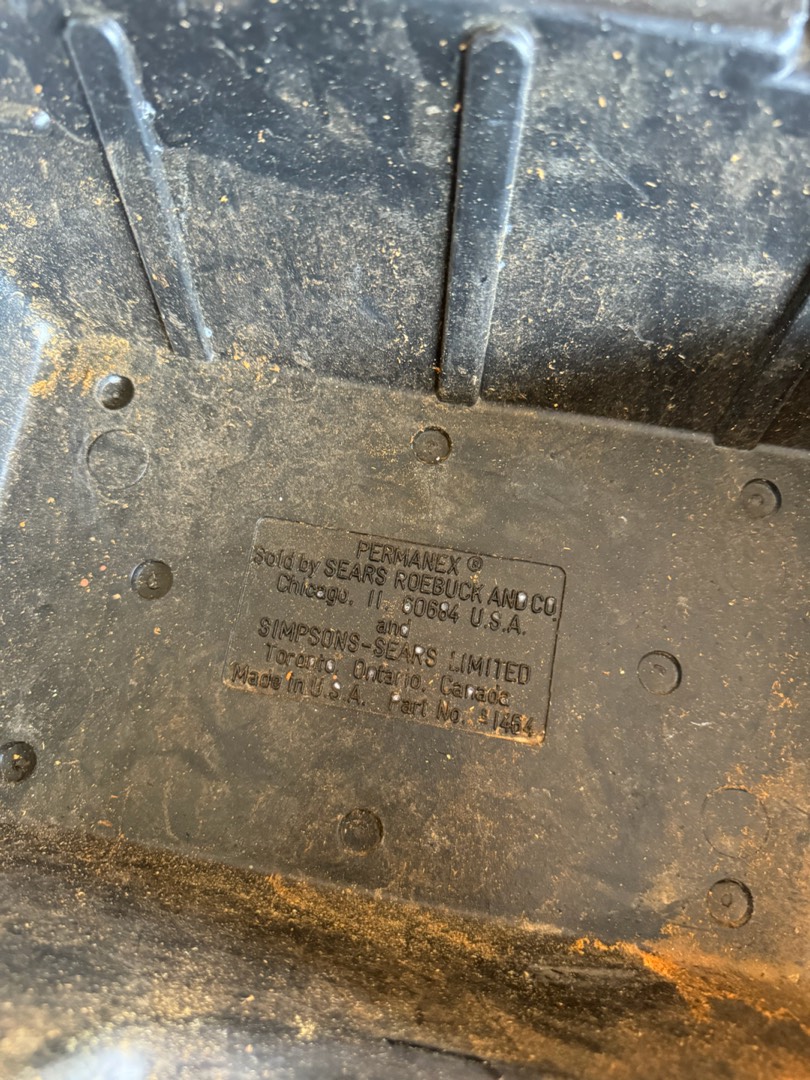 PERMANEX ®
Sold by SEARS ROEBUCK AND CO.
Chicago, Il. 60684 U.S.A.
and
SIMPSONS-SEARS LIMITED
Toronto, Ontario, Canada
Made in U.S.A. Part No.